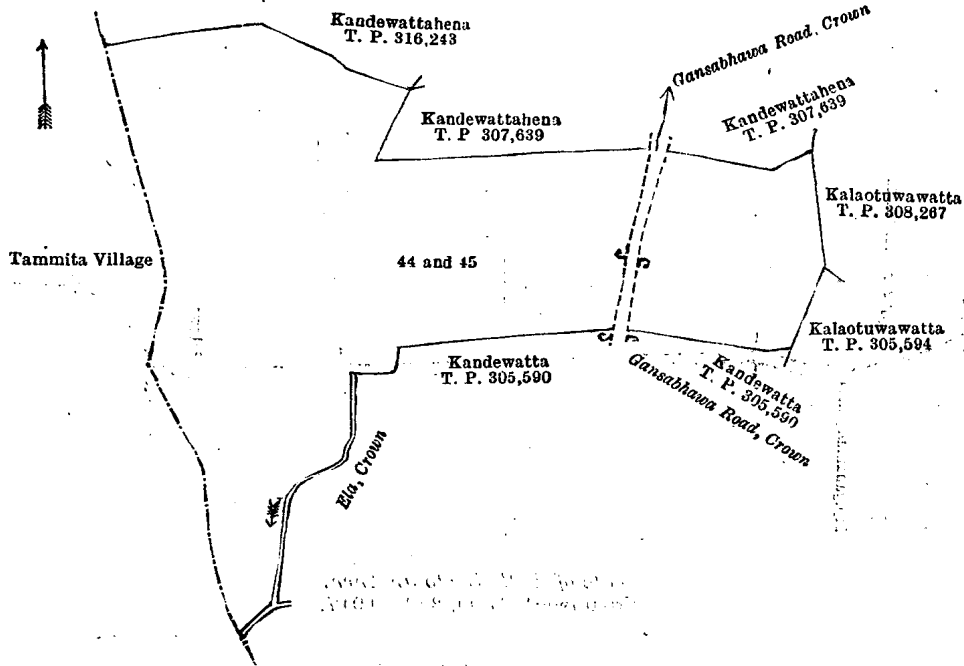 Kandewattahena
T. P. 316,243
Gansabhawa Road, Crown
Kandewattahena
T. P 307,639
Kandewattahena
T. P. 307,639
Kalaotuwawatta
T. P. 308,267
Tammita Village
44 and 45
Kalaotuwawatta
T. P. 305,594
Kandewatta
T. P. 305,590
Kandewatta
T. P. 305,590
Gansabhawa Road, Crown
Ela, Crown